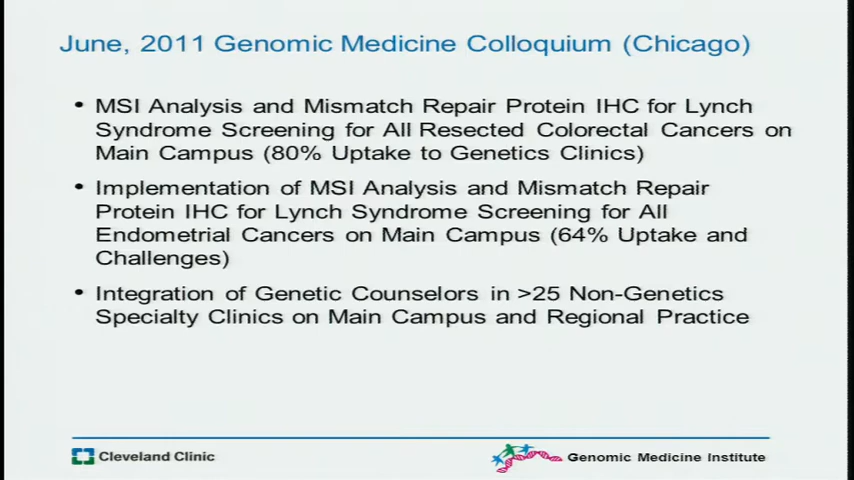 June, 2011 Genomic Medicine Colloquium (Chicago)
• MSI Analysis and Mismatch Repair Protein IHC for Lynch
Syndrome Screening for All Resected Colorectal Cancers on
Main Campus (80% Uptake to Genetics Clinics)
• Implementation of MSI Analysis and Mismatch Repair
Protein IHC for Lynch Syndrome Screening for All
Endometrial Cancers on Main Campus (64% Uptake and
Challenges)
• Integration of Genetic Counselors in >25 Non-Genetics
Specialty Clinics on Main Campus and Regional Practice
Cleveland Clinic
Genomic Medicine Institute